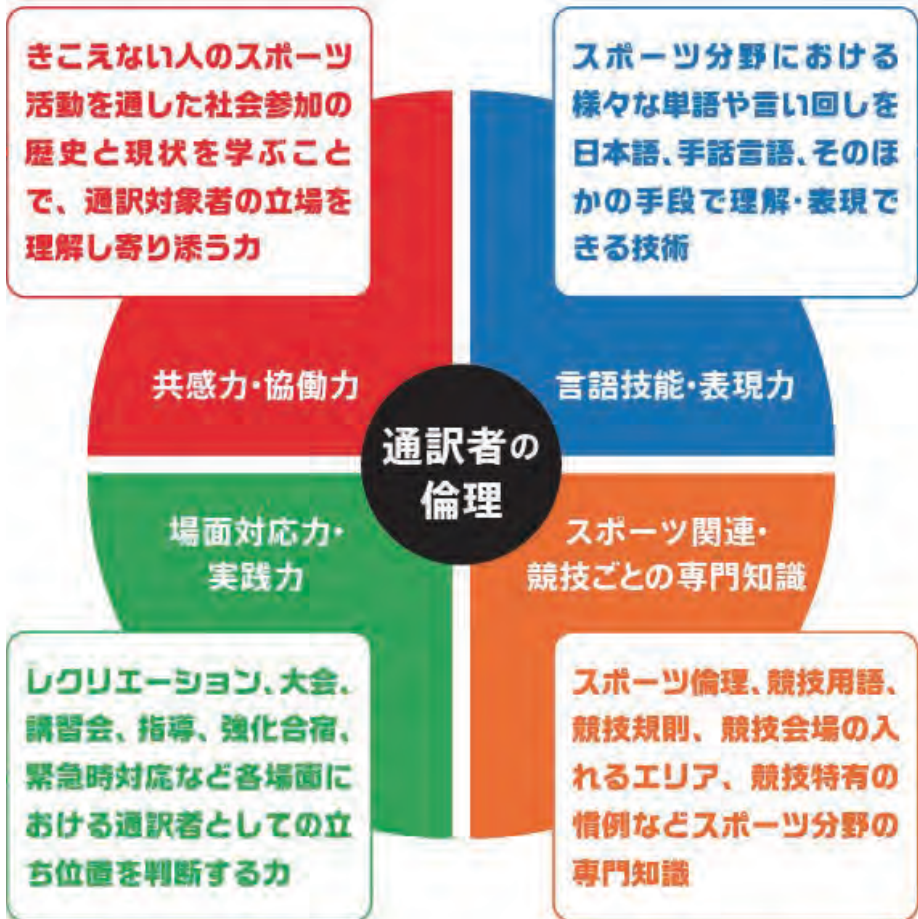 きこえない人のスポーツ
活動を通した社会参加の
歴史と現状を学ぶこと
で、通訳対象者の立場を
理解し寄り添う力
スポーツ分野における
様々な単語や言い回しを
日本語、手話言語、そのほ
かの手段で理解・表現で
きる技術
共感力・協働力
言語技能・表現力
通訳者の
倫理
場面対応力・
実践力
スポーツ関連・
競技ごとの専門知識
レクリエーション、大会、
講習会、指導、強化合宿、
緊急時対応など各場面に
おける通訳者としての立
ち位置を判断する力
スポーツ倫理、競技用語、
競技規則、競技会場の入
れるエリア、競技特有の
慣例などスポーツ分野の
専門知識